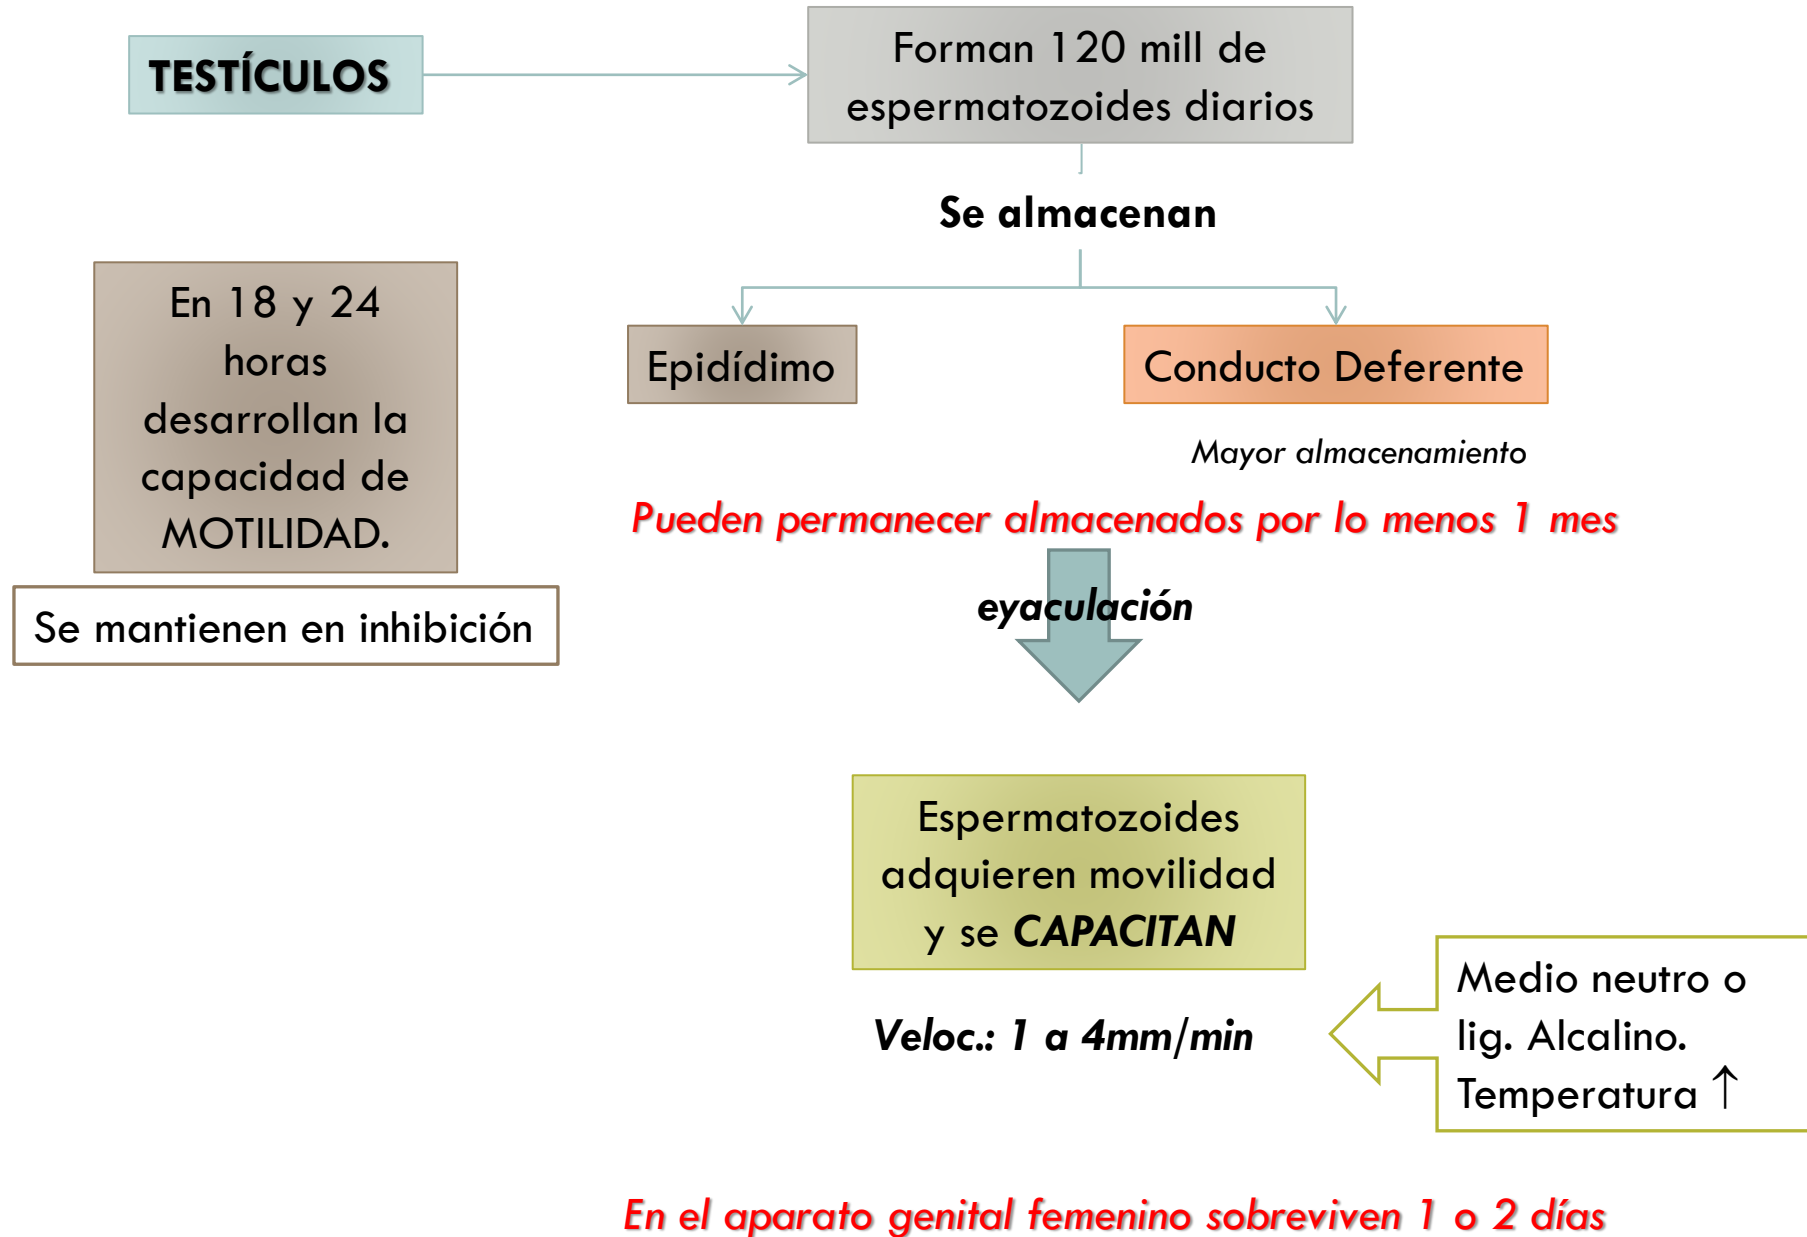 TESTÍCULOS
Forman 120 mill de
espermatozoides diarios
Se almacenan
En 18 y 24
horas
desarrollan la
capacidad de
MOTILIDAD.
Se mantienen en inhibición
Epidídimo
Conducto Deferente
Mayor almacenamiento
Pueden permanecer almacenados por lo menos 1 mes
eyaculación
Espermatozoides
adquieren movilidad
y se CAPACITAN
Veloc.: 1 a 4mm/min
Medio neutro o
lig. Alcalino.
Temperatura ↑
En el aparato genital femenino sobreviven 1 o 2 días